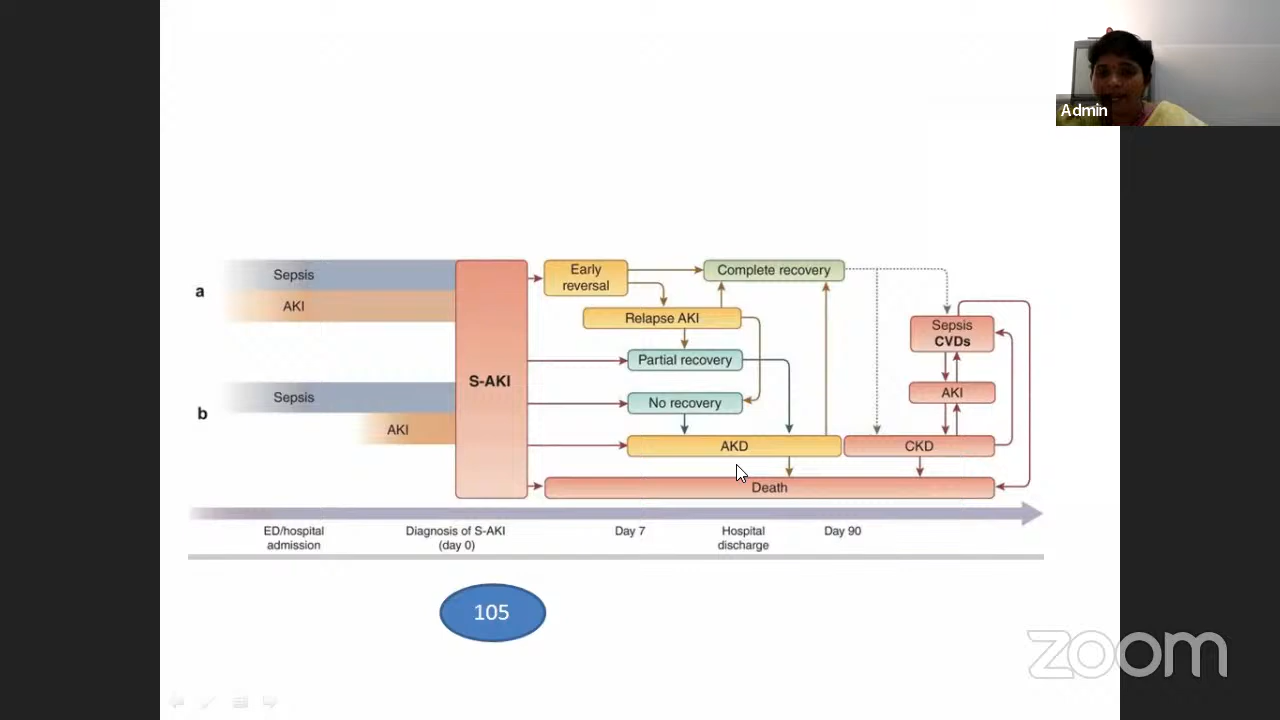 Admin
a
Sepsis
AKI
b
Sepsis
AKI
S-AKI
Early
reversal
Complete recovery
Relapse AKI
Partial recovery
No recovery
AKD
CKD
Death
Sepsis
CVDs
AKI
ED/hospital
admission
Diagnosis of S-AKI
(day 0)
Day 7
Hospital
discharge
Day 90
105
zoom